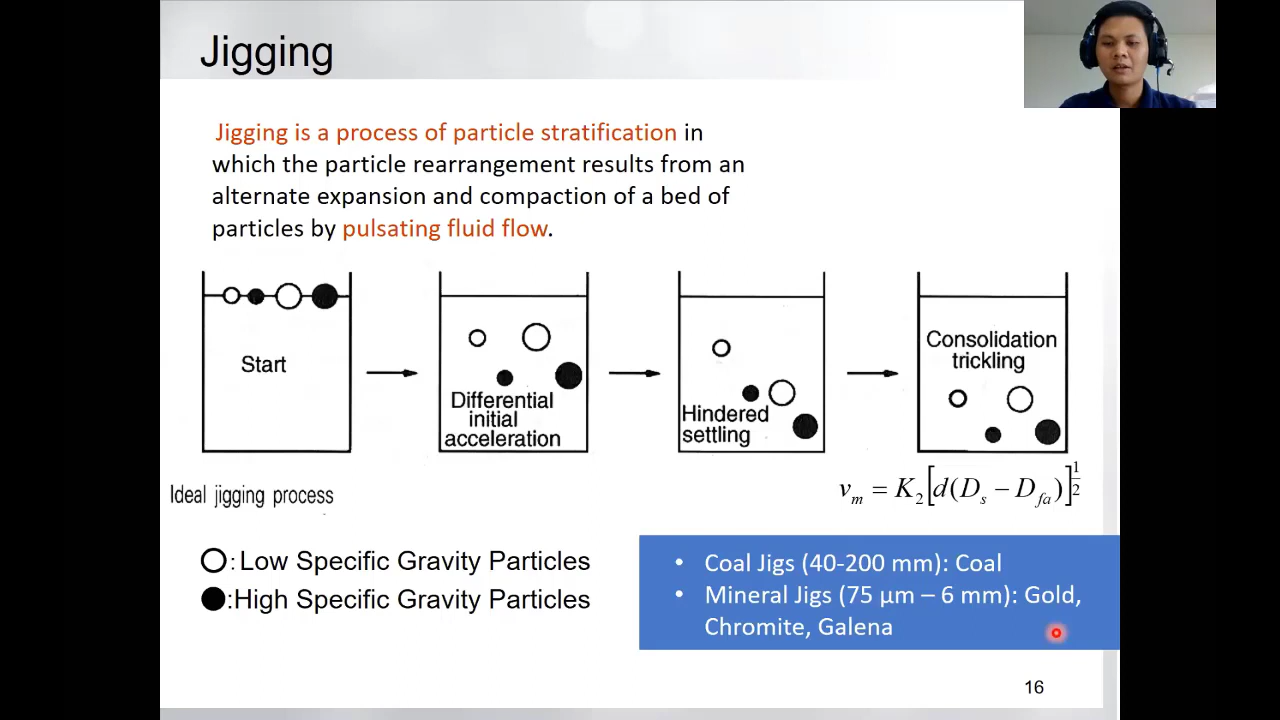 Jigging
Jigging is a process of particle stratification in
which the particle rearrangement results from an
alternate expansion and compaction of a bed of
particles by pulsating fluid flow.
Start
Differential
initial
acceleration
Hindered
settling
Consolidation
trickling
Ideal jigging process
v_m = K_2[d(D_s − D_fa)]^{1/2}
: Low Specific Gravity Particles
:High Specific Gravity Particles
• Coal Jigs (40-200 mm): Coal
• Mineral Jigs (75 µm – 6 mm): Gold,
Chromite, Galena
16